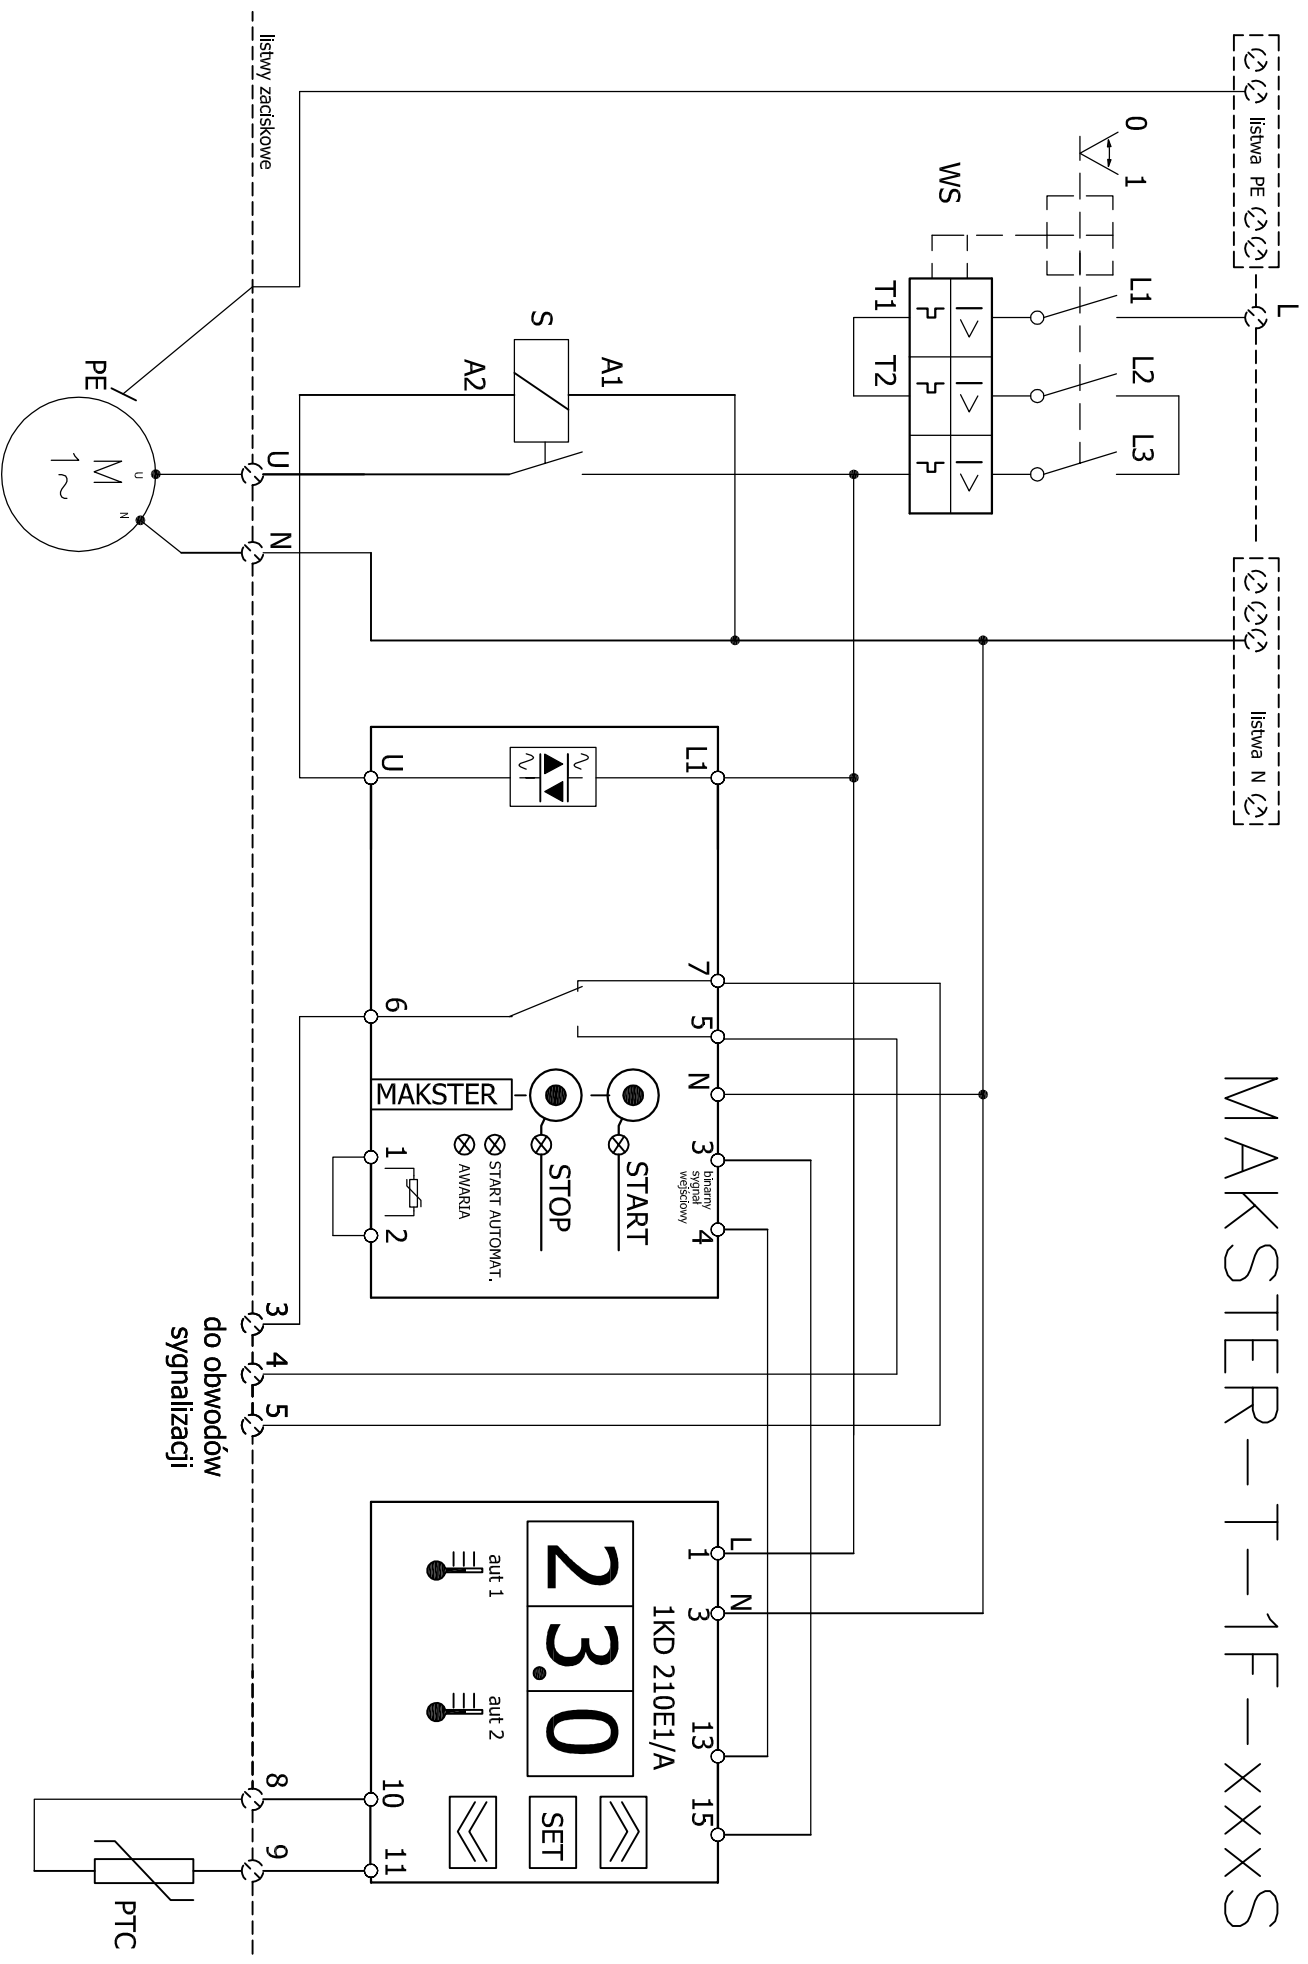 MAKSTER-T-1F-XXXS
listwa PE
L
listwa N
0
1
WS
L1
L2
L3
T1
T2
S
A1
A2
L1
7
5
N
3
4
binarny
sygnał
wejściowy
START
STOP
START AUTOMAT.
AWARIA
MAKSTER
U
6
1
2
L
N
1
3
13
15
1KD 210E1/A
23.0
aut 1
aut 2
SET
10
11
listwy zaciskowe
U
N
3
4
5
8
9
do obwodów
sygnalizacji
PE
M
1~
U
N
PTC